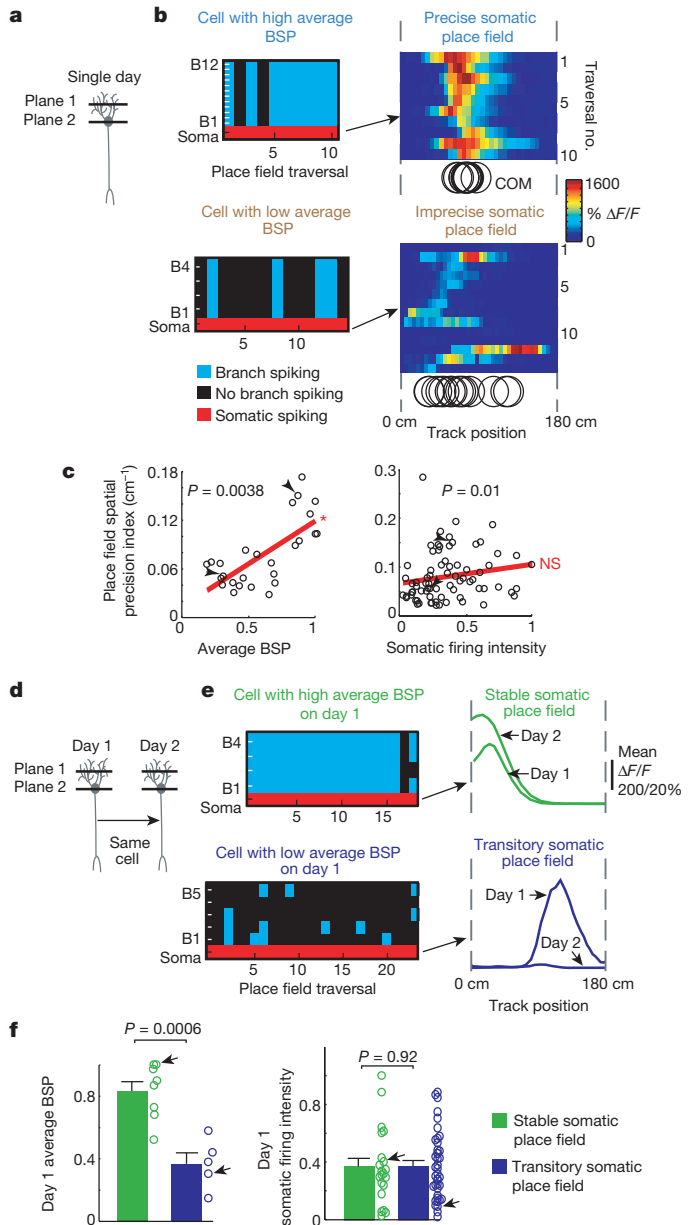 a
Single day
Plane 1
Plane 2
b
Cell with high average
BSP
B12
B1
Soma
5
10
Place field traversal
Precise somatic
place field
1
5
10
Traversal no.
COM
1600
% ΔF/F
0
Cell with low average
BSP
B4
B1
Soma
5
10
Imprecise somatic
place field
1
5
10
Branch spiking
No branch spiking
Somatic spiking
0 cm
180 cm
Track position
c
Place field spatial
precision index (cm⁻¹)
0.18
0.12
0.06
0
P = 0.0038
*
0
0.5
1
Average BSP
0.3
0.2
0.1
0
P = 0.01
NS
0
0.5
1
Somatic firing intensity
d
Day 1
Day 2
Plane 1
Plane 2
Same
cell
e
Cell with high average BSP
on day 1
B4
B1
Soma
5
10
15
Stable somatic
place field
Day 2
Day 1
Mean
ΔF/F
200/20%
Cell with low average BSP
on day 1
B5
B1
Soma
5
10
15
20
Place field traversal
Transitory somatic
place field
Day 1
Day 2
0 cm
180 cm
Track position
f
P = 0.0006
Day 1 average BSP
0.8
0.4
0
P = 0.92
Day 1
somatic firing intensity
0.8
0.4
0
Stable somatic
place field
Transitory somatic
place field